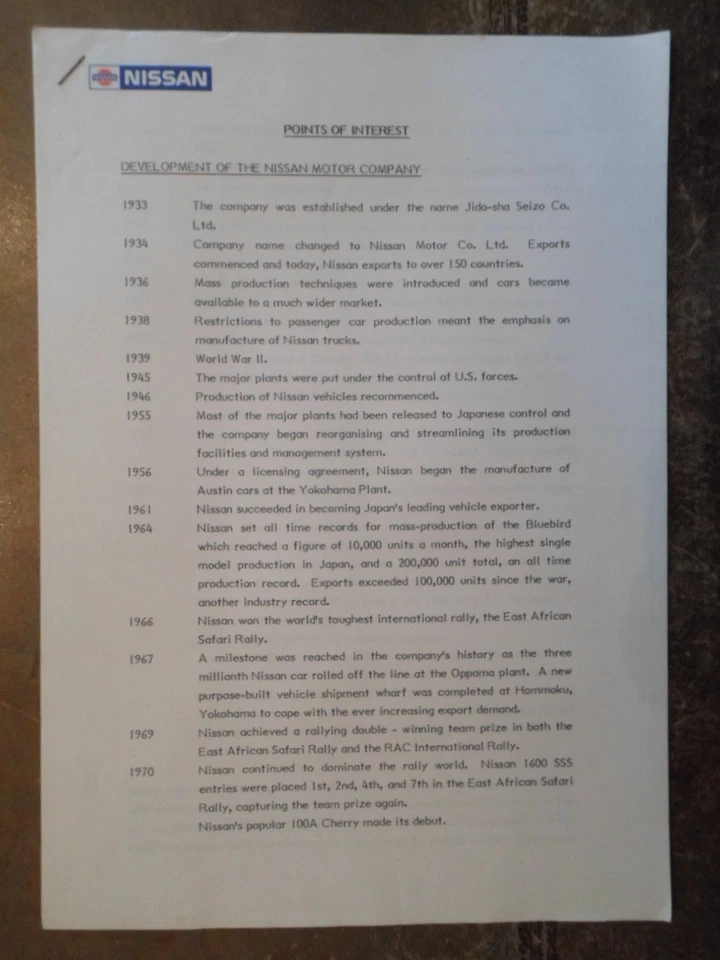 NISSAN
POINTS OF INTEREST
DEVELOPMENT OF THE NISSAN MOTOR COMPANY
1933 The company was established under the name Jido-sha Seizo Co.
Ltd.
1934 Company name changed to Nissan Motor Co. Ltd. Exports
commenced and today, Nissan exports to over 150 countries.
1936 Mass production techniques were introduced and cars became
available to a much wider market.
1938 Restrictions to passenger car production meant the emphasis on
manufacture of Nissan trucks.
1939 World War II.
1945 The major plants were put under the control of U.S. forces.
1946 Production of Nissan vehicles recommenced.
1955 Most of the major plants had been released to Japanese control and
the company began reorganising and streamlining its production
facilities and management system.
1956 Under a licensing agreement, Nissan began the manufacture of
Austin cars at the Yokohama Plant.
1961 Nissan succeeded in becoming Japan's leading vehicle exporter.
1964 Nissan set all time records for mass-production of the Bluebird
which reached a figure of 10,000 units a month, the highest single
model production in Japan, and a 200,000 unit total, an all time
production record. Exports exceeded 100,000 units since the war,
another industry record.
1966 Nissan won the world's toughest international rally, the East African
Safari Rally.
1967 A milestone was reached in the company's history as the three
millionth Nissan car rolled off the line at the Oppama plant. A new
purpose-built vehicle shipment wharf was completed at Hommoku,
Yokohama to cope with the ever increasing export demand.
1969 Nissan achieved a rallying double - winning team prize in both the
East African Safari Rally and the RAC International Rally.
1970 Nissan continued to dominate the rally world. Nissan 1600 SSS
entries were placed 1st, 2nd, 4th, and 7th in the East African Safari
Rally, capturing the team prize again.
Nissan's popular 100A Cherry made its debut.